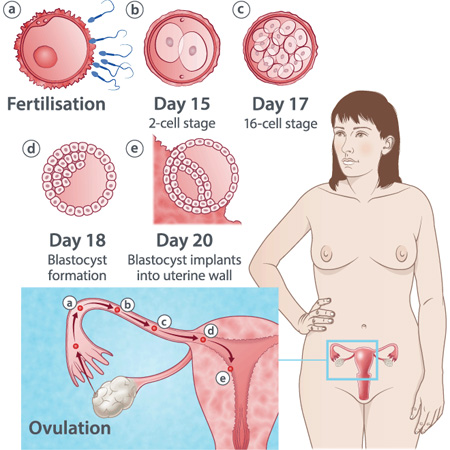 a
b
c
Fertilisation
Day 15
2-cell stage
Day 17
16-cell stage
d
e
Day 18
Blastocyst
formation
Day 20
Blastocyst implants
into uterine wall
a
b
c
d
e
Ovulation